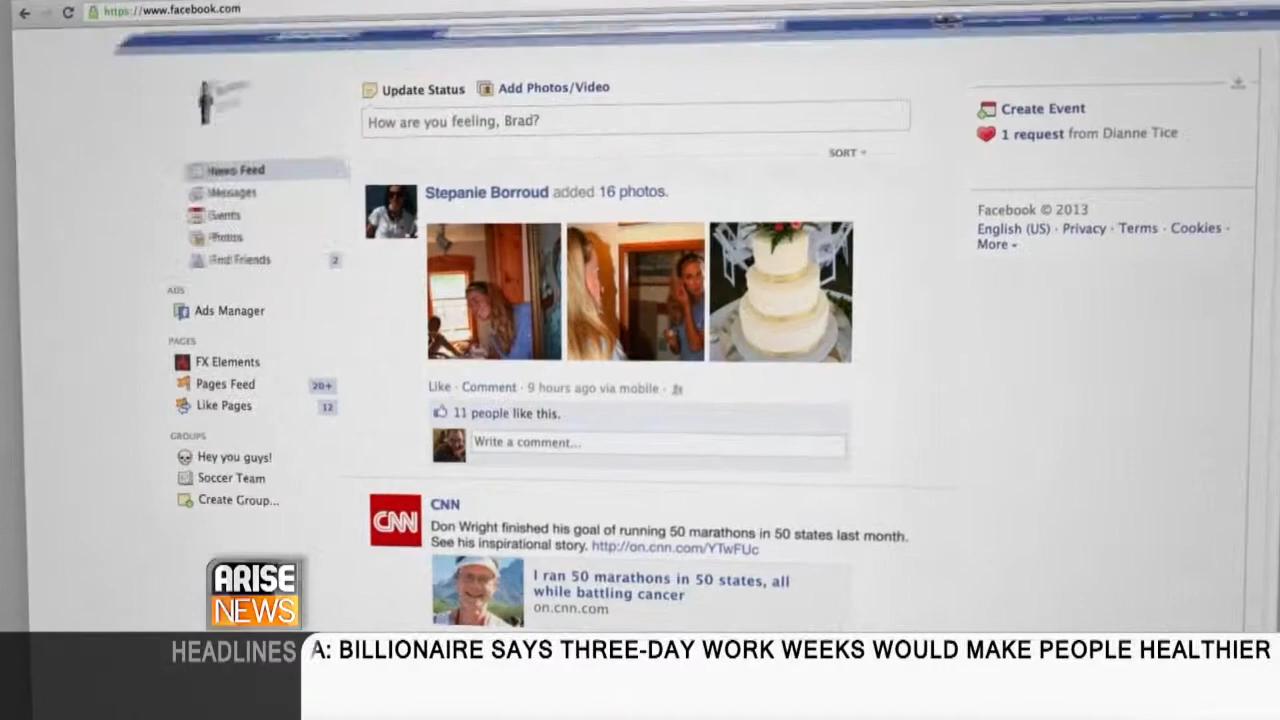 https://www.facebook.com
Update Status Add Photos/Video
How are you feeling, Brad?
SORT
News Feed
Messages
Events
Photos
Find Friends 2
ADS
Ads Manager
PAGES
FX Elements
Pages Feed 20+
Like Pages 12
GROUPS
Hey you guys!
Soccer Team
Create Group...
Stepanie Borroud added 16 photos.
Like · Comment · 9 hours ago via mobile ·
11 people like this.
Write a comment...
CNN
CNN
Don Wright finished his goal of running 50 marathons in 50 states last month.
See his inspirational story. http://on.cnn.com/YTwFUc
I ran 50 marathons in 50 states, all
while battling cancer
on.cnn.com
Create Event
1 request from Dianne Tice
Facebook © 2013
English (US) · Privacy · Terms · Cookies ·
More
ARISE
NEWS
HEADLINES A: BILLIONAIRE SAYS THREE-DAY WORK WEEKS WOULD MAKE PEOPLE HEALTHIER